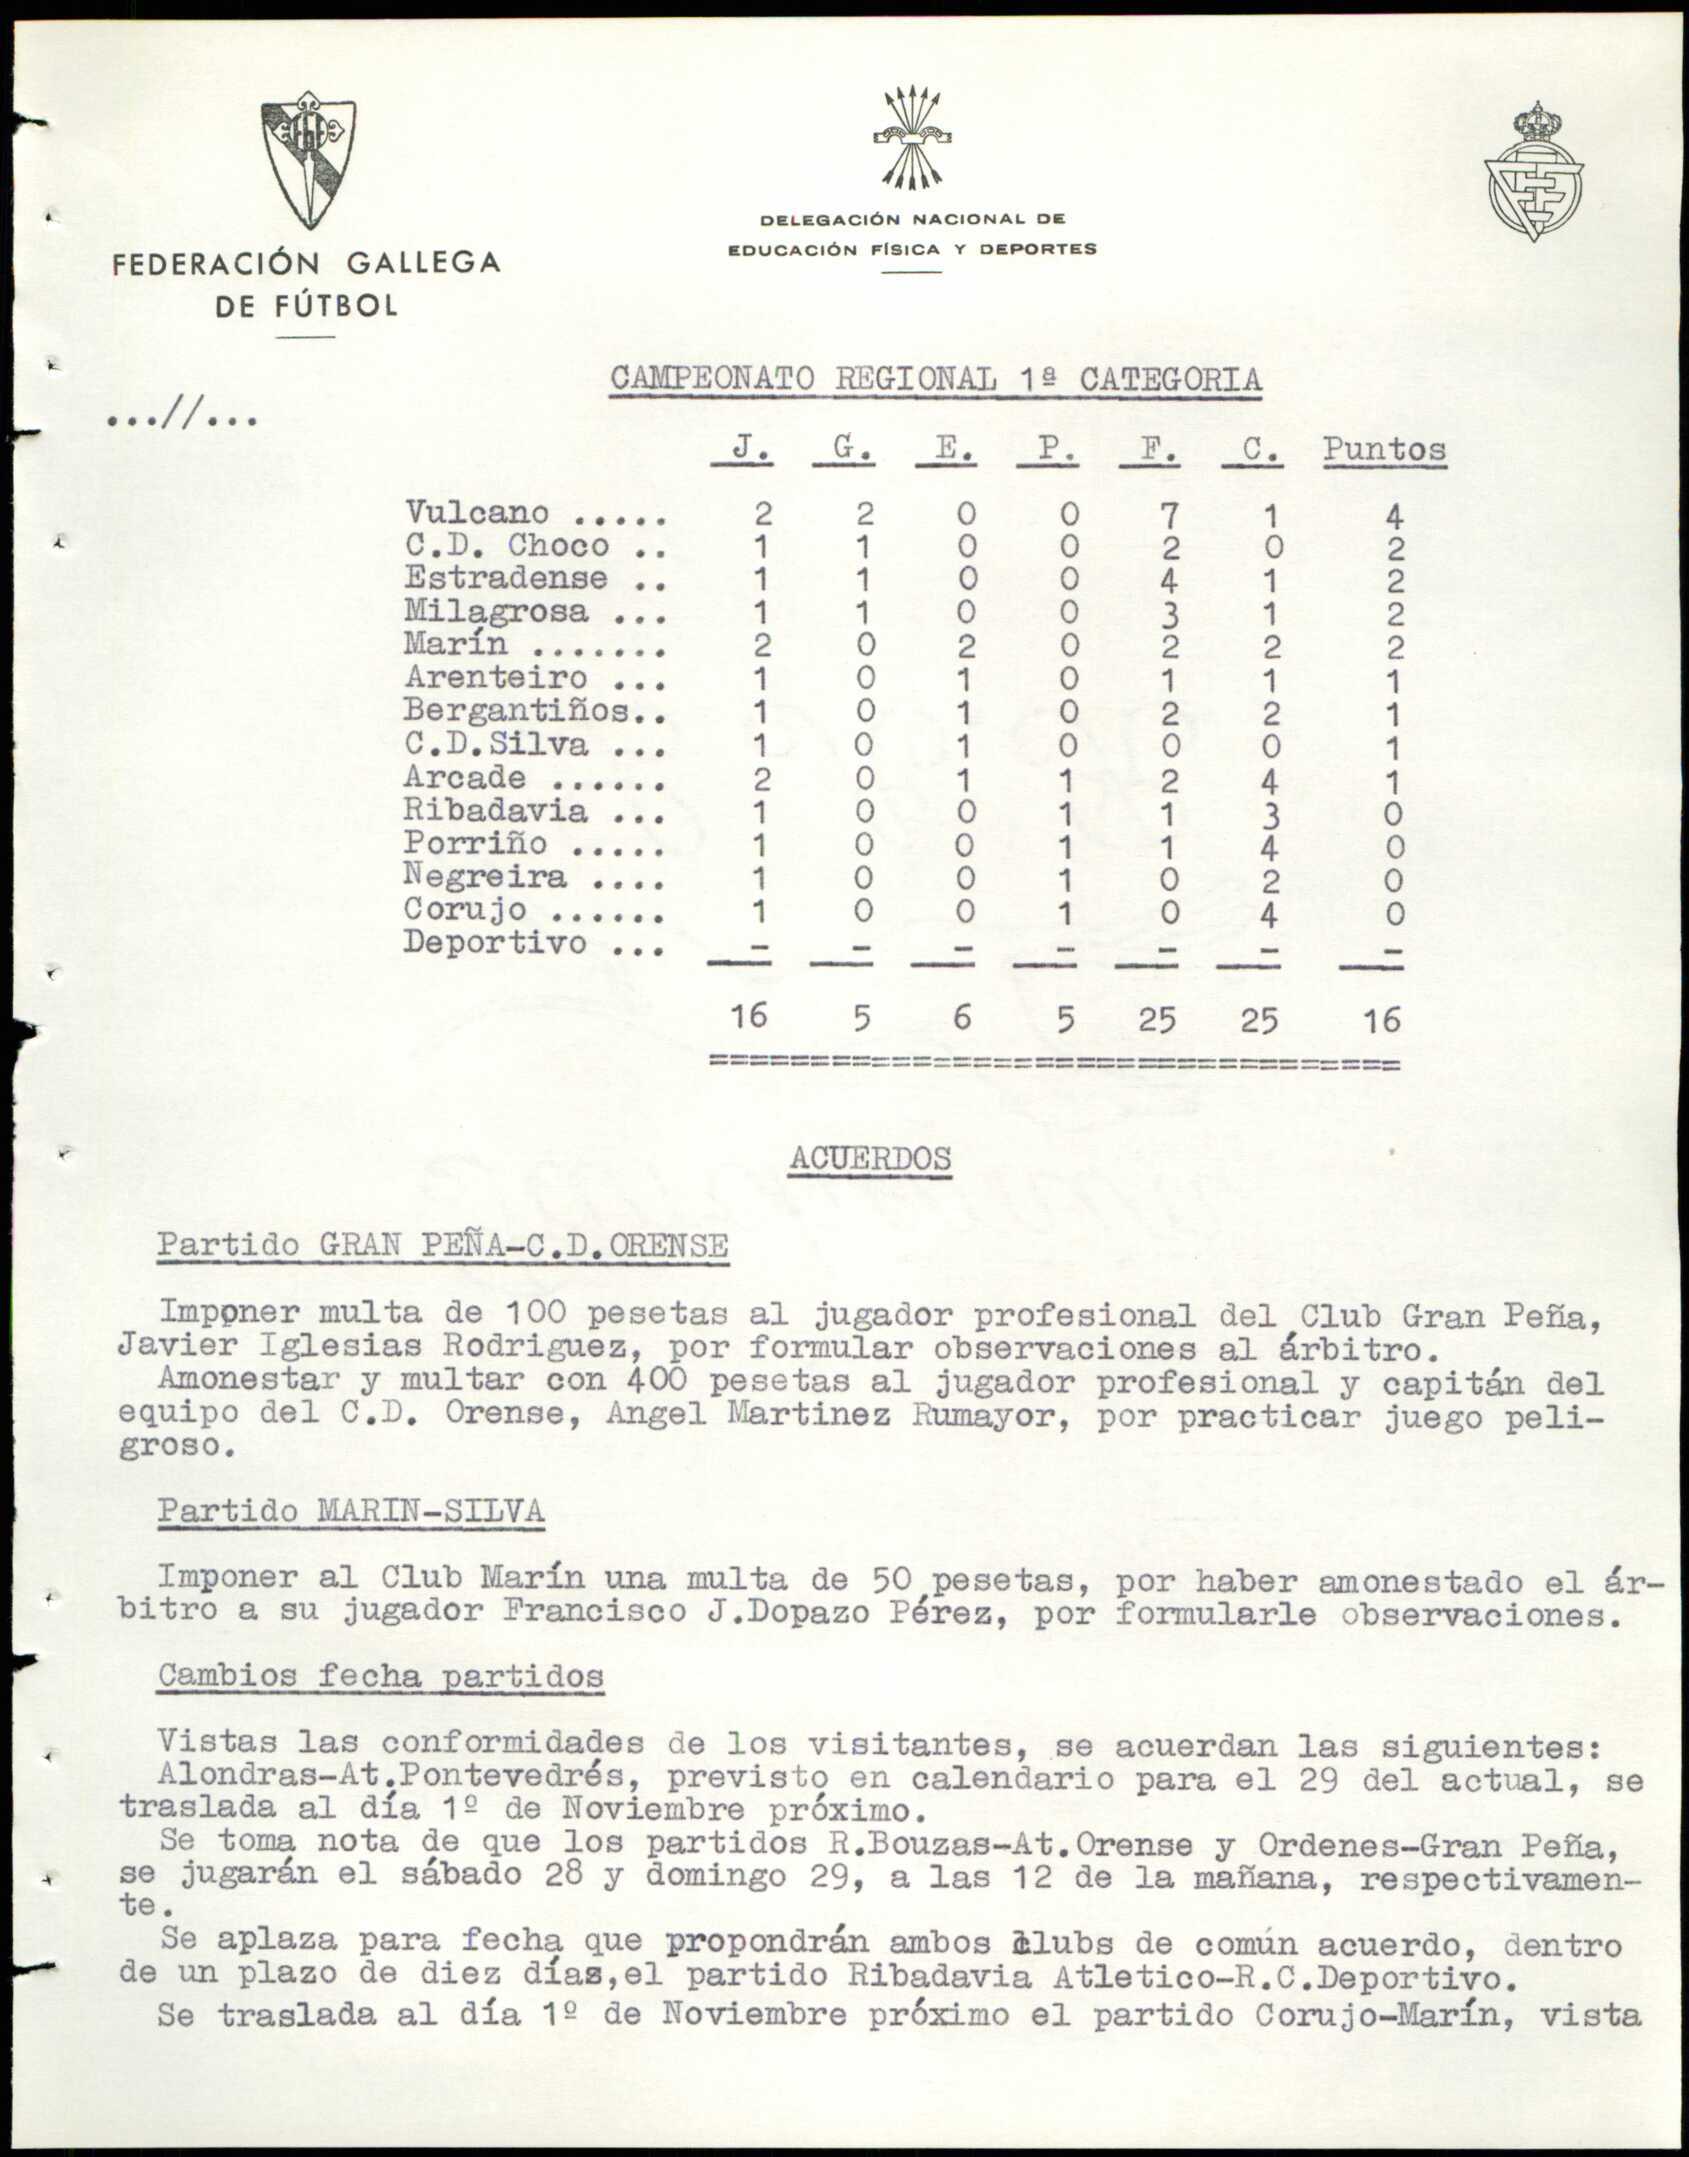 FEDERACIÓN GALLEGA
DE FÚTBOL
DELEGACIÓN NACIONAL DE
EDUCACIÓN FÍSICA Y DEPORTES
CAMPEONATO REGIONAL 1ª CATEGORIA
...//...
J. G. E. P. F. C. Puntos
Vulcano ..... 2 2 0 0 7 1 4
C.D. Choco .. 1 1 0 0 2 0 2
Estradense .. 1 1 0 0 4 1 2
Milagrosa ... 1 1 0 0 3 1 2
Marín ....... 2 0 2 0 2 2 2
Arenteiro ... 1 0 1 0 1 1 1
Bergantiños.. 1 0 1 0 2 2 1
C.D.Silva ... 1 0 1 0 0 0 1
Arcade ...... 2 0 1 1 2 4 1
Ribadavia ... 1 0 0 1 1 3 0
Porriño ..... 1 0 0 1 1 4 0
Negreira .... 1 0 0 1 0 2 0
Corujo ...... 1 0 0 1 0 4 0
Deportivo ... - - - - - - -
16 5 6 5 25 25 16
==================================
ACUERDOS
Partido GRAN PEÑA-C.D.ORENSE
Imponer multa de 100 pesetas al jugador profesional del Club Gran Peña,
Javier Iglesias Rodriguez, por formular observaciones al árbitro.
Amonestar y multar con 400 pesetas al jugador profesional y capitán del
equipo del C.D. Orense, Angel Martinez Rumayor, por practicar juego peli-
groso.
Partido MARIN-SILVA
Imponer al Club Marín una multa de 50 pesetas, por haber amonestado el ár-
bitro a su jugador Francisco J.Dopazo Pérez, por formularle observaciones.
Cambios fecha partidos
Vistas las conformidades de los visitantes, se acuerdan las siguientes:
Alondras-At.Pontevedrés, previsto en calendario para el 29 del actual, se
traslada al día 1º de Noviembre próximo.
Se toma nota de que los partidos R.Bouzas-At.Orense y Ordenes-Gran Peña,
se jugarán el sábado 28 y domingo 29, a las 12 de la mañana, respectivamen-
te.
Se aplaza para fecha que propondrán ambos clubs de común acuerdo, dentro
de un plazo de diez días,el partido Ribadavia Atletico-R.C.Deportivo.
Se traslada al día 1º de Noviembre próximo el partido Corujo-Marín, vista